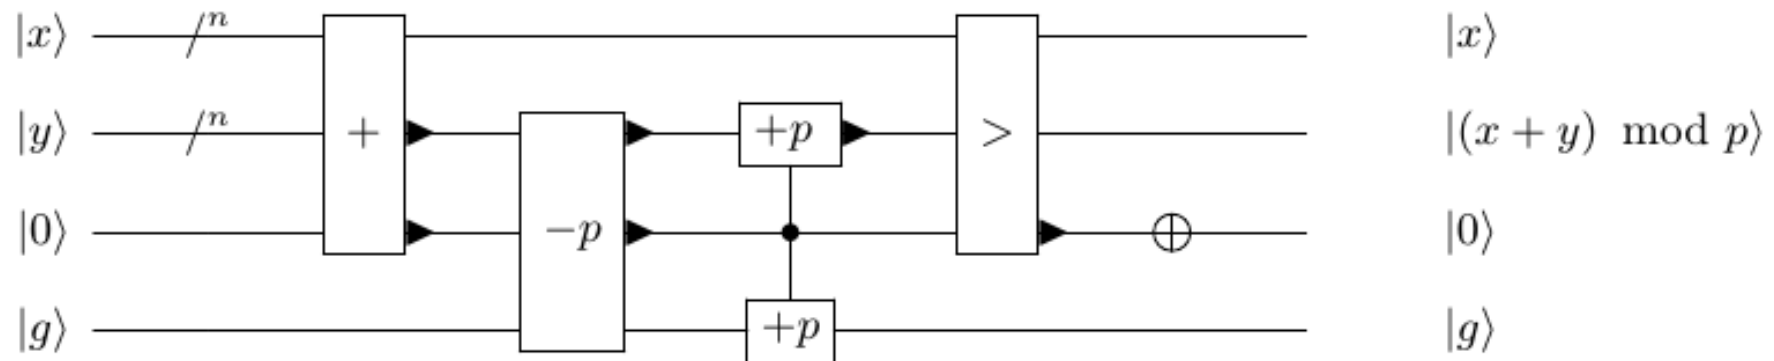 |x⟩ /ⁿ |x⟩
|y⟩ /ⁿ + +p > |(x + y) mod p⟩
|0⟩ −p |0⟩
|g⟩ +p |g⟩